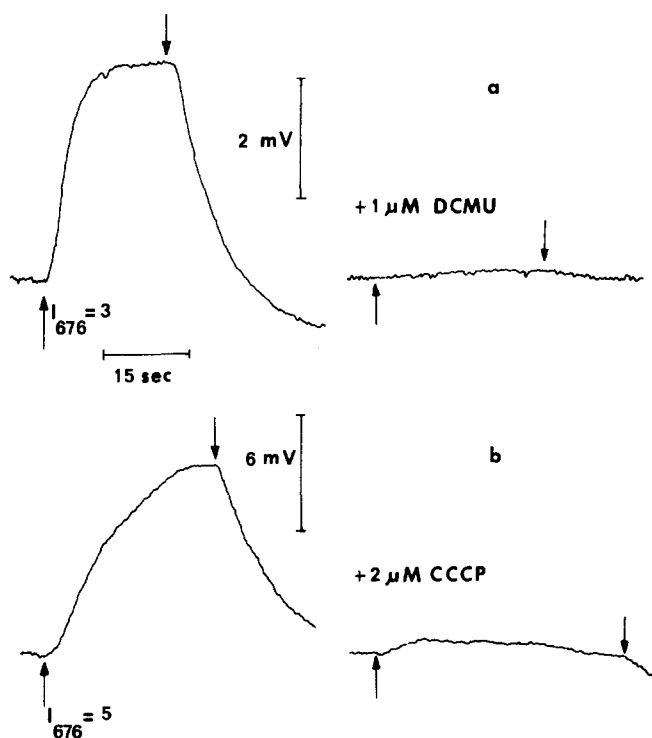 a
2 mV
+1 μM DCMU
I676 = 3
15 sec
6 mV
b
+2 μM CCCP
I676 = 5